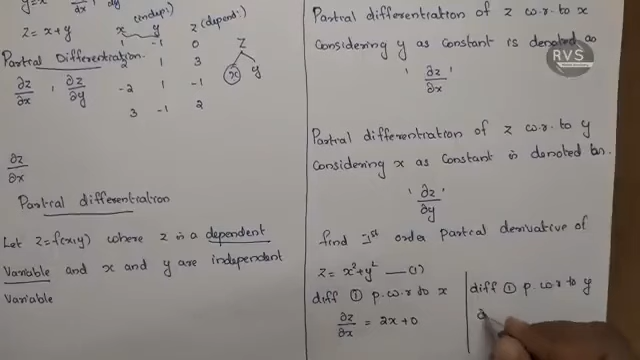 y=x
dy/dx
(indep:)
x y z (depend:)
z = x+y
1 -1 0
Partial Differentiation.
2 1 3
∂z/∂x , ∂z/∂y
-2 1 -1
3 -1 2
z
x y
∂z/∂x
Partial differentiation
Let z=f(x,y) where z is a dependent
Variable and x and y are independent
Variable
Partial differentiation of z w.r.to x
considering y as constant is denoted as
' ∂z/∂x '
RVS
Partial differentiation of z w.r.to y
Considering x as constant is denoted as
' ∂z/∂y '
find Ist order Partial derivative of
z = x²+y² —(1)
diff ① p.w.r to x
∂z/∂x = 2x+0
diff ① p.w.r to y